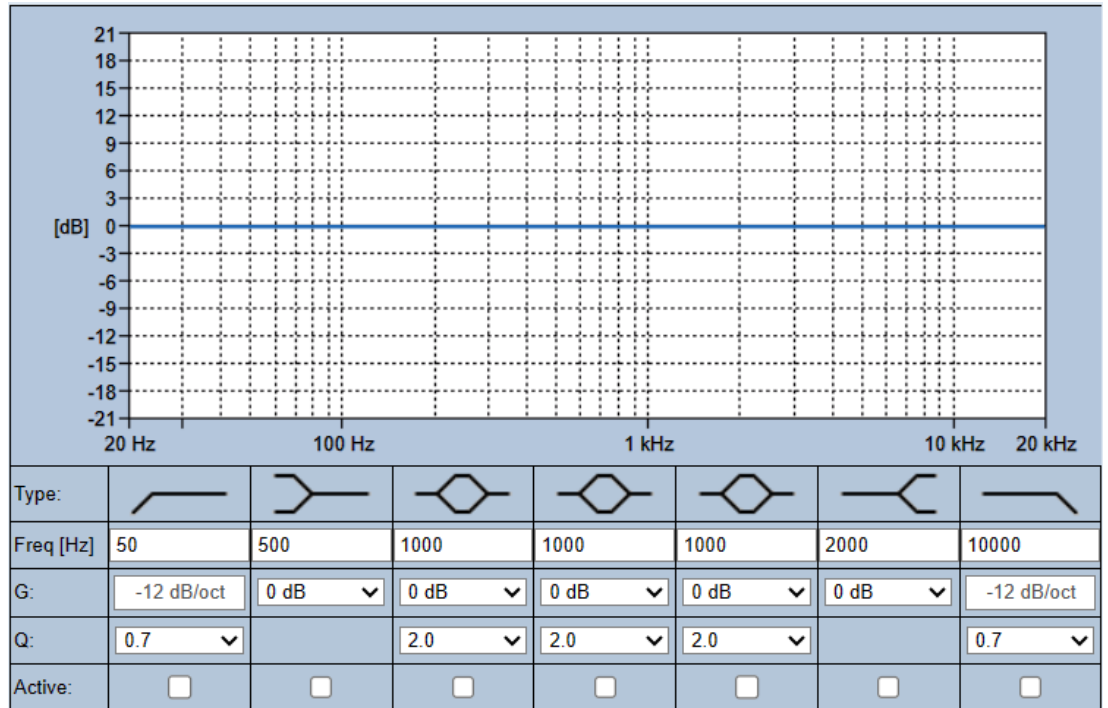 21
18
15
12
9
6
3
[dB] 0
-3
-6
-9
-12
-15
-18
-21
20 Hz 100 Hz 1 kHz 10 kHz 20 kHz
Type:
Freq [Hz] 50 500 1000 1000 1000 2000 10000
G: -12 dB/oct 0 dB 0 dB 0 dB 0 dB 0 dB -12 dB/oct
Q: 0.7 2.0 2.0 2.0 0.7
Active: